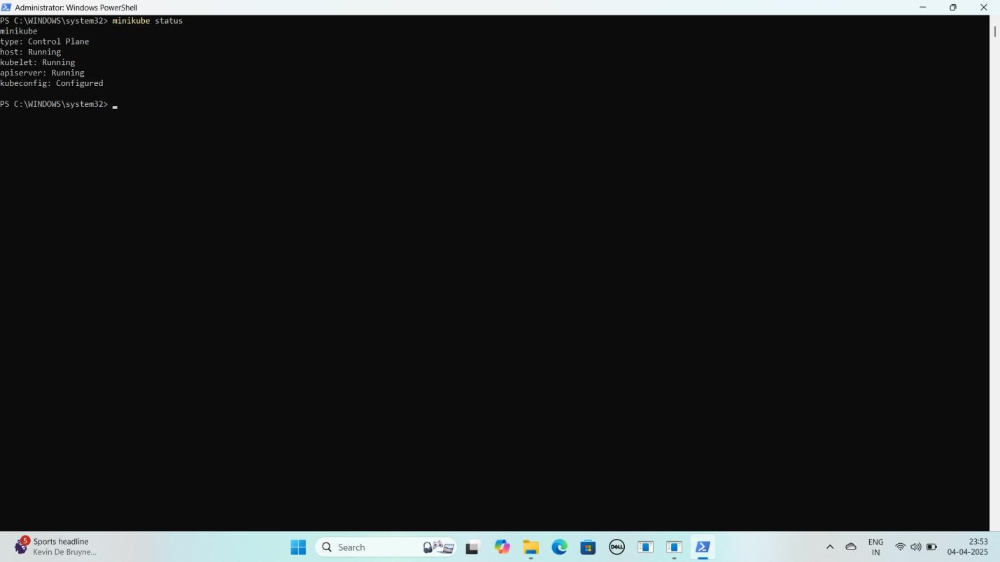 Administrator: Windows PowerShell
PS C:\WINDOWS\system32> minikube status
minikube
type: Control Plane
host: Running
kubelet: Running
apiserver: Running
kubeconfig: Configured
PS C:\WINDOWS\system32>
5
Sports headline
Kevin De Bruyne...
Search
DELL
ENG
IN
23:53
04-04-2025